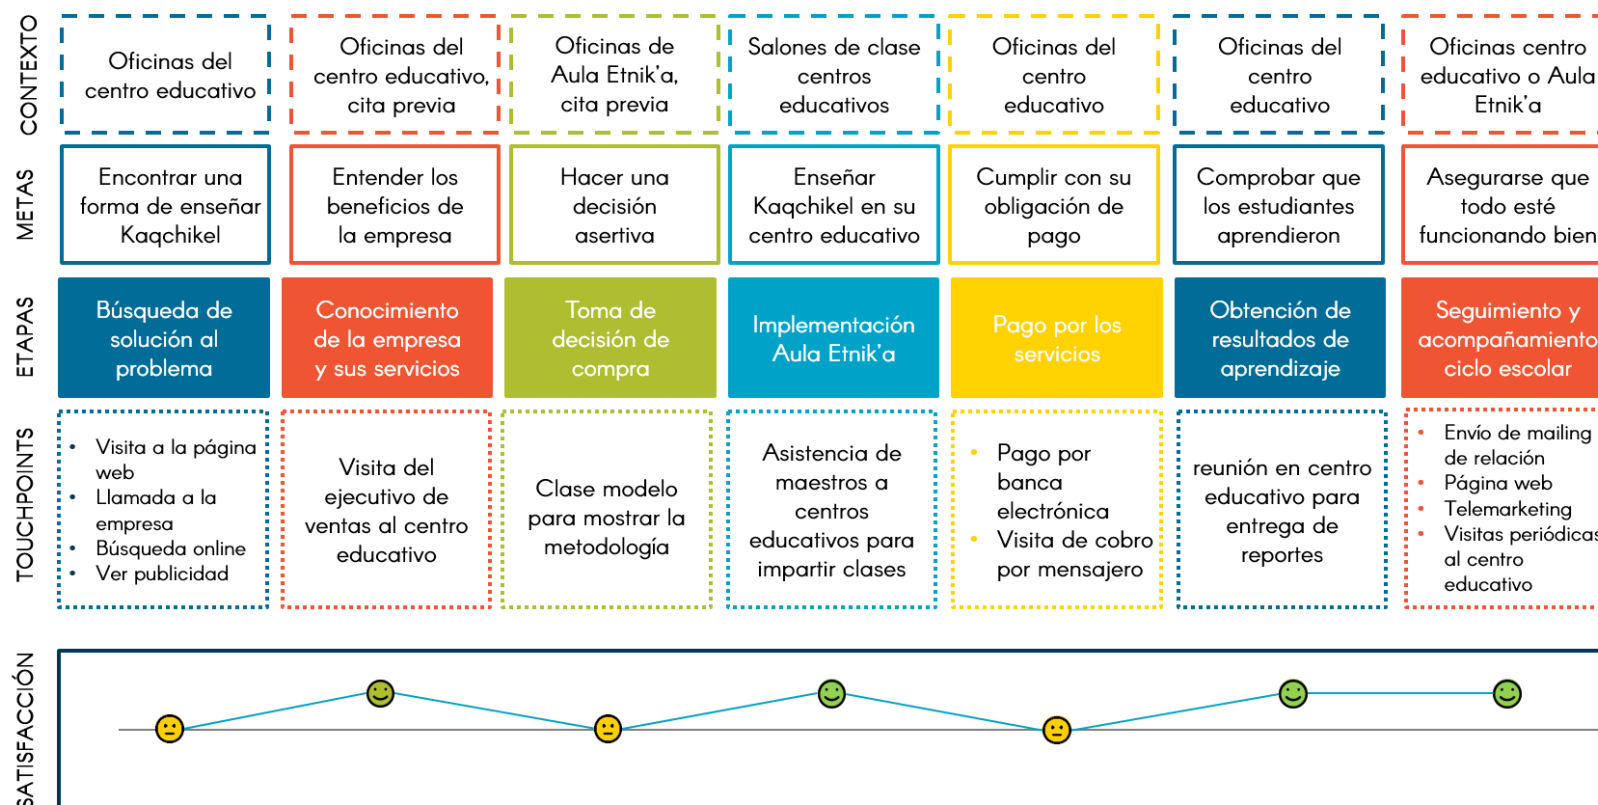 CONTEXTO
Oficinas del
centro educativo
Oficinas del
centro educativo,
cita previa
Oficinas de
Aula Etnik’a,
cita previa
Salones de clase
centros
educativos
Oficinas del
centro
educativo
Oficinas del
centro
educativo
Oficinas centro
educativo o Aula
Etnik’a
METAS
Encontrar una
forma de enseñar
Kaqchikel
Entender los
beneficios de
la empresa
Hacer una
decisión
asertiva
Enseñar
Kaqchikel en su
centro educativo
Cumplir con su
obligación de
pago
Comprobar que
los estudiantes
aprendieron
Asegurarse que
todo esté
funcionando bien
ETAPAS
Búsqueda de
solución al
problema
Conocimiento
de la empresa
y sus servicios
Toma de
decisión de
compra
Implementación
Aula Etnik’a
Pago por los
servicios
Obtención de
resultados de
aprendizaje
Seguimiento y
acompañamiento
ciclo escolar
TOUCHPOINTS
• Visita a la página
web
• Llamada a la
empresa
• Búsqueda online
• Ver publicidad
Visita del
ejecutivo de
ventas al centro
educativo
Clase modelo
para mostrar la
metodología
Asistencia de
maestros a
centros
educativos para
impartir clases
• Pago por
banca
electrónica
• Visita de cobro
por mensajero
reunión en centro
educativo para
entrega de
reportes
• Envío de mailing
de relación
• Página web
• Telemarketing
• Visitas periódicas
al centro
educativo
SATISFACCIÓN